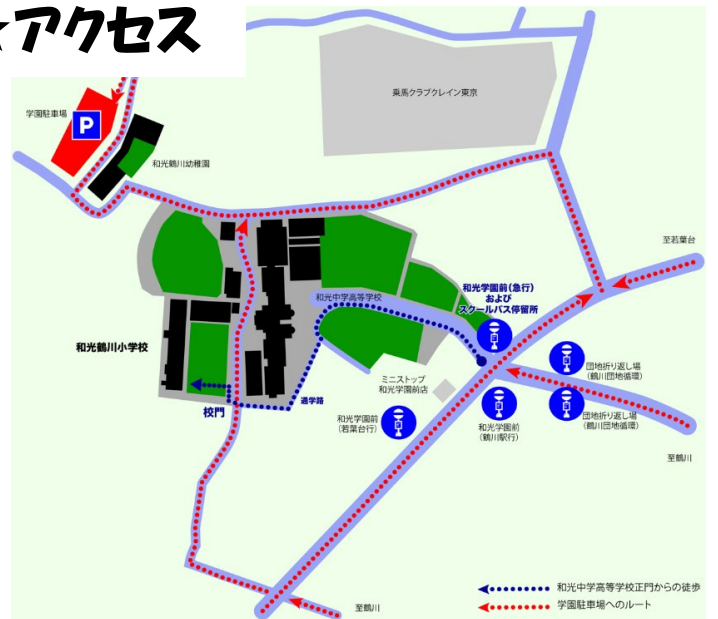 アクセス
乗馬クラブクレイン東京
学園駐車場
P
和光鶴川幼稚園
至若葉台
和光学園前(急行)
および
スクールバス停留所
和光中学高等学校
和光鶴川小学校
ミニストップ
和光学園前店
団地折り返し場
(鶴川団地循環)
通学路
校門
和光学園前
(若葉台行)
和光学園前
(鶴川駅行)
団地折り返し場
(鶴川団地循環)
至鶴川
和光中学高等学校正門からの徒歩
学園駐車場へのルート
至鶴川